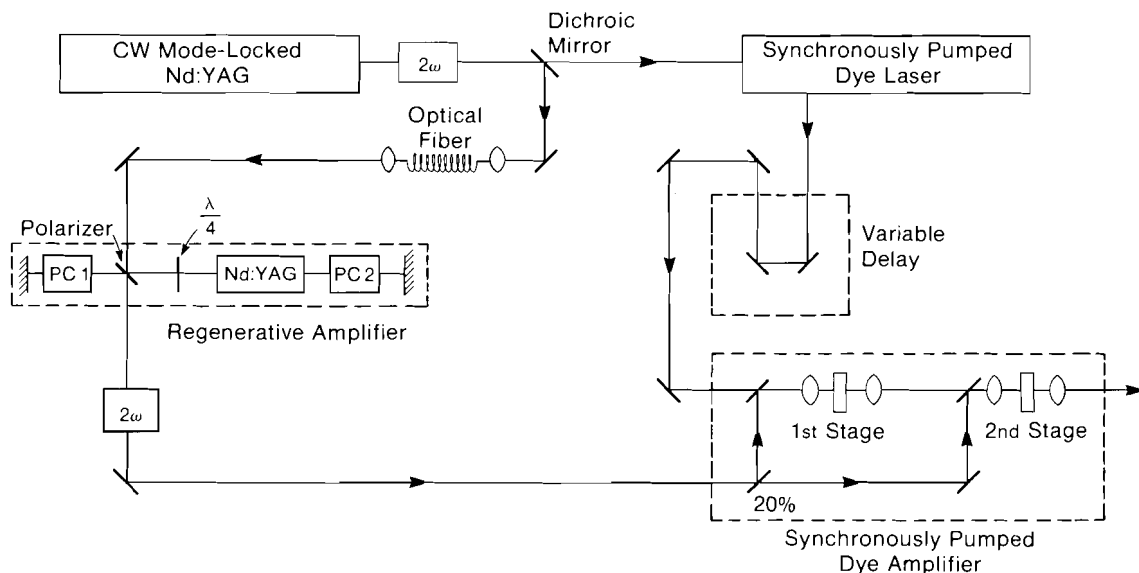 CW Mode-Locked
Nd:YAG
2ω
Dichroic
Mirror
Synchronously Pumped
Dye Laser
Optical
Fiber
Polarizer
λ
4
PC 1
Nd:YAG
PC 2
Regenerative Amplifier
Variable
Delay
2ω
1st Stage
2nd Stage
20%
Synchronously Pumped
Dye Amplifier